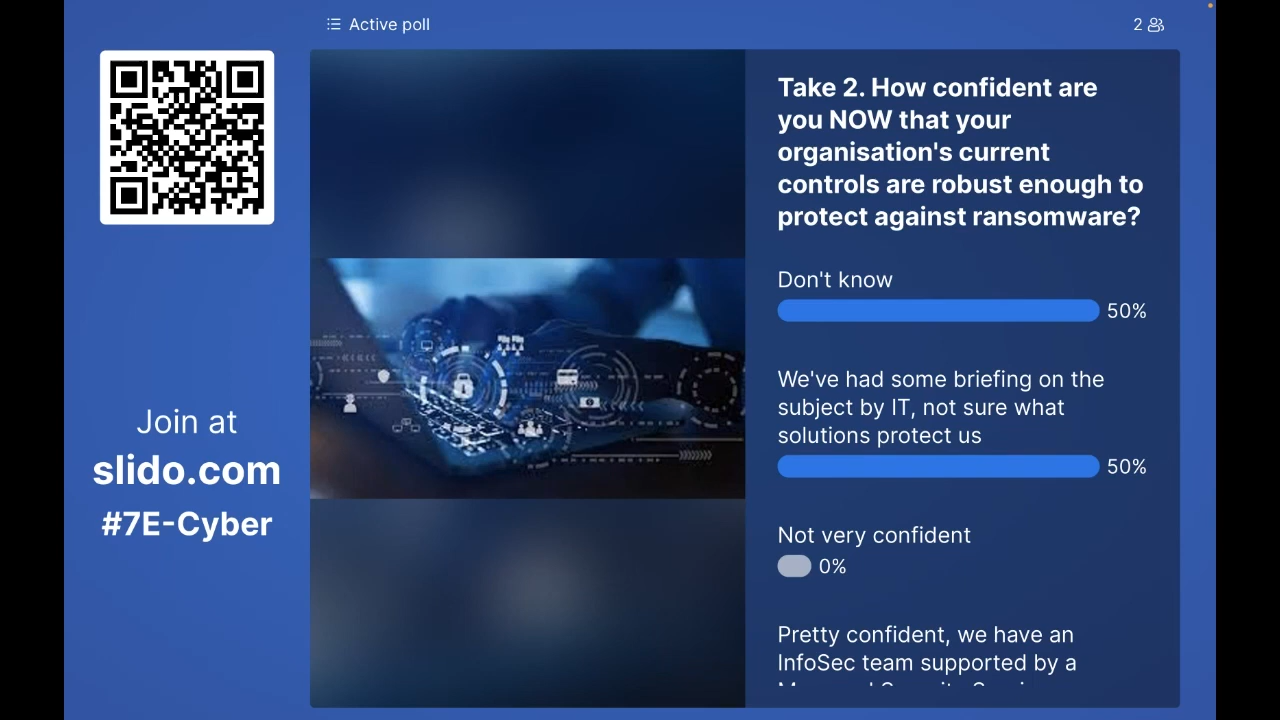 Active poll
2
Join at
slido.com
#7E-Cyber
Take 2. How confident are
you NOW that your
organisation's current
controls are robust enough to
protect against ransomware?
Don't know
50%
We've had some briefing on the
subject by IT, not sure what
solutions protect us
50%
Not very confident
0%
Pretty confident, we have an
InfoSec team supported by a